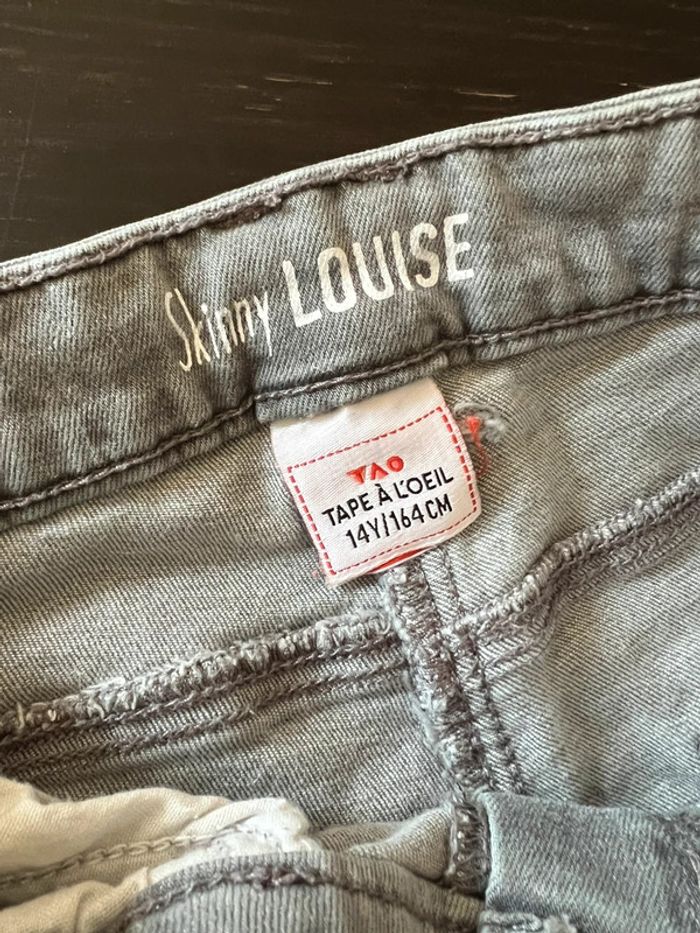 Skinny LOUISE
TAO
TAPE À L'OEIL
14Y/164CM